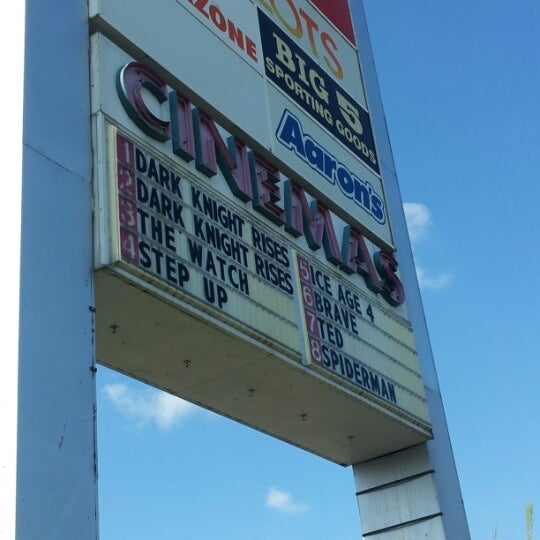 ZONE
LOTS
BIG 5
SPORTING GOODS
Aaron's
CINEMAS
1 DARK KNIGHT RISES
2 DARK KNIGHT RISES
3 THE WATCH
4 STEP UP
5 ICE AGE 4
6 BRAVE
7 TED
8 SPIDERMAN